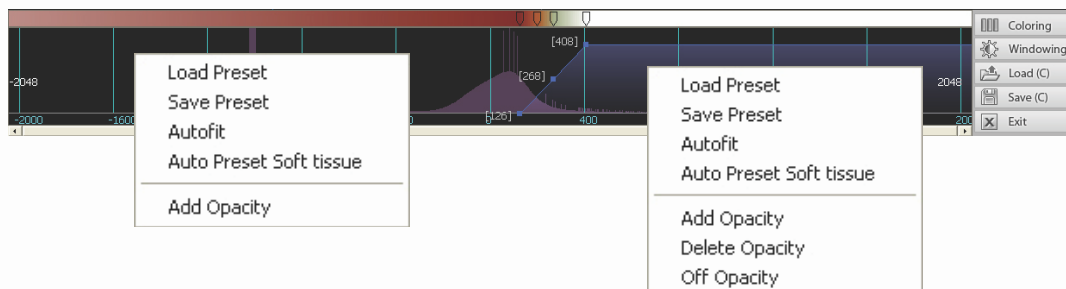 Coloring
[408]
Windowing
-2048
[268]
2048
Load (C)
Save (C)
[126]
-2000
-1600
0
400
200
Exit
Load Preset
Save Preset
Autofit
Auto Preset Soft tissue
Add Opacity
Load Preset
Save Preset
Autofit
Auto Preset Soft tissue
Add Opacity
Delete Opacity
Off Opacity